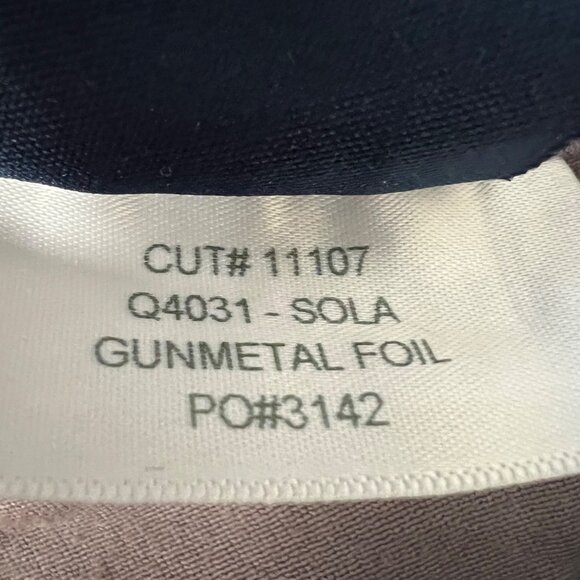 CUT# 11107
Q4031 - SOLA
GUNMETAL FOIL
PO#3142